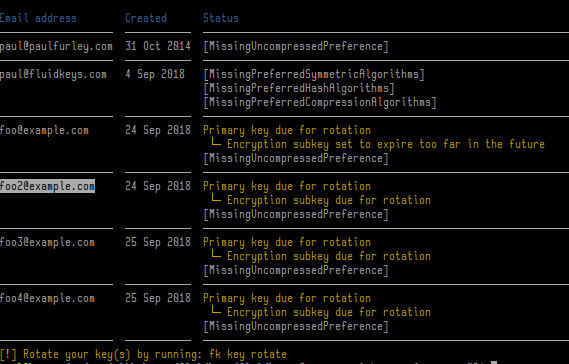 Email address Created Status
paul@paulfurley.com 31 Oct 2014 [MissingUncompressedPreference]
paul@fluidkeys.com 4 Sep 2018 [MissingPreferredSymmetricAlgorithms]
[MissingPreferredHashAlgorithms]
[MissingPreferredCompressionAlgorithms]
foo@example.com 24 Sep 2018 Primary key due for rotation
└─ Encryption subkey set to expire too far in the future
[MissingUncompressedPreference]
foo2@example.com 24 Sep 2018 Primary key due for rotation
└─ Encryption subkey due for rotation
[MissingUncompressedPreference]
foo3@example.com 25 Sep 2018 Primary key due for rotation
└─ Encryption subkey due for rotation
[MissingUncompressedPreference]
foo4@example.com 25 Sep 2018 Primary key due for rotation
└─ Encryption subkey due for rotation
[MissingUncompressedPreference]
[!] Rotate your key(s) by running: fk key rotate